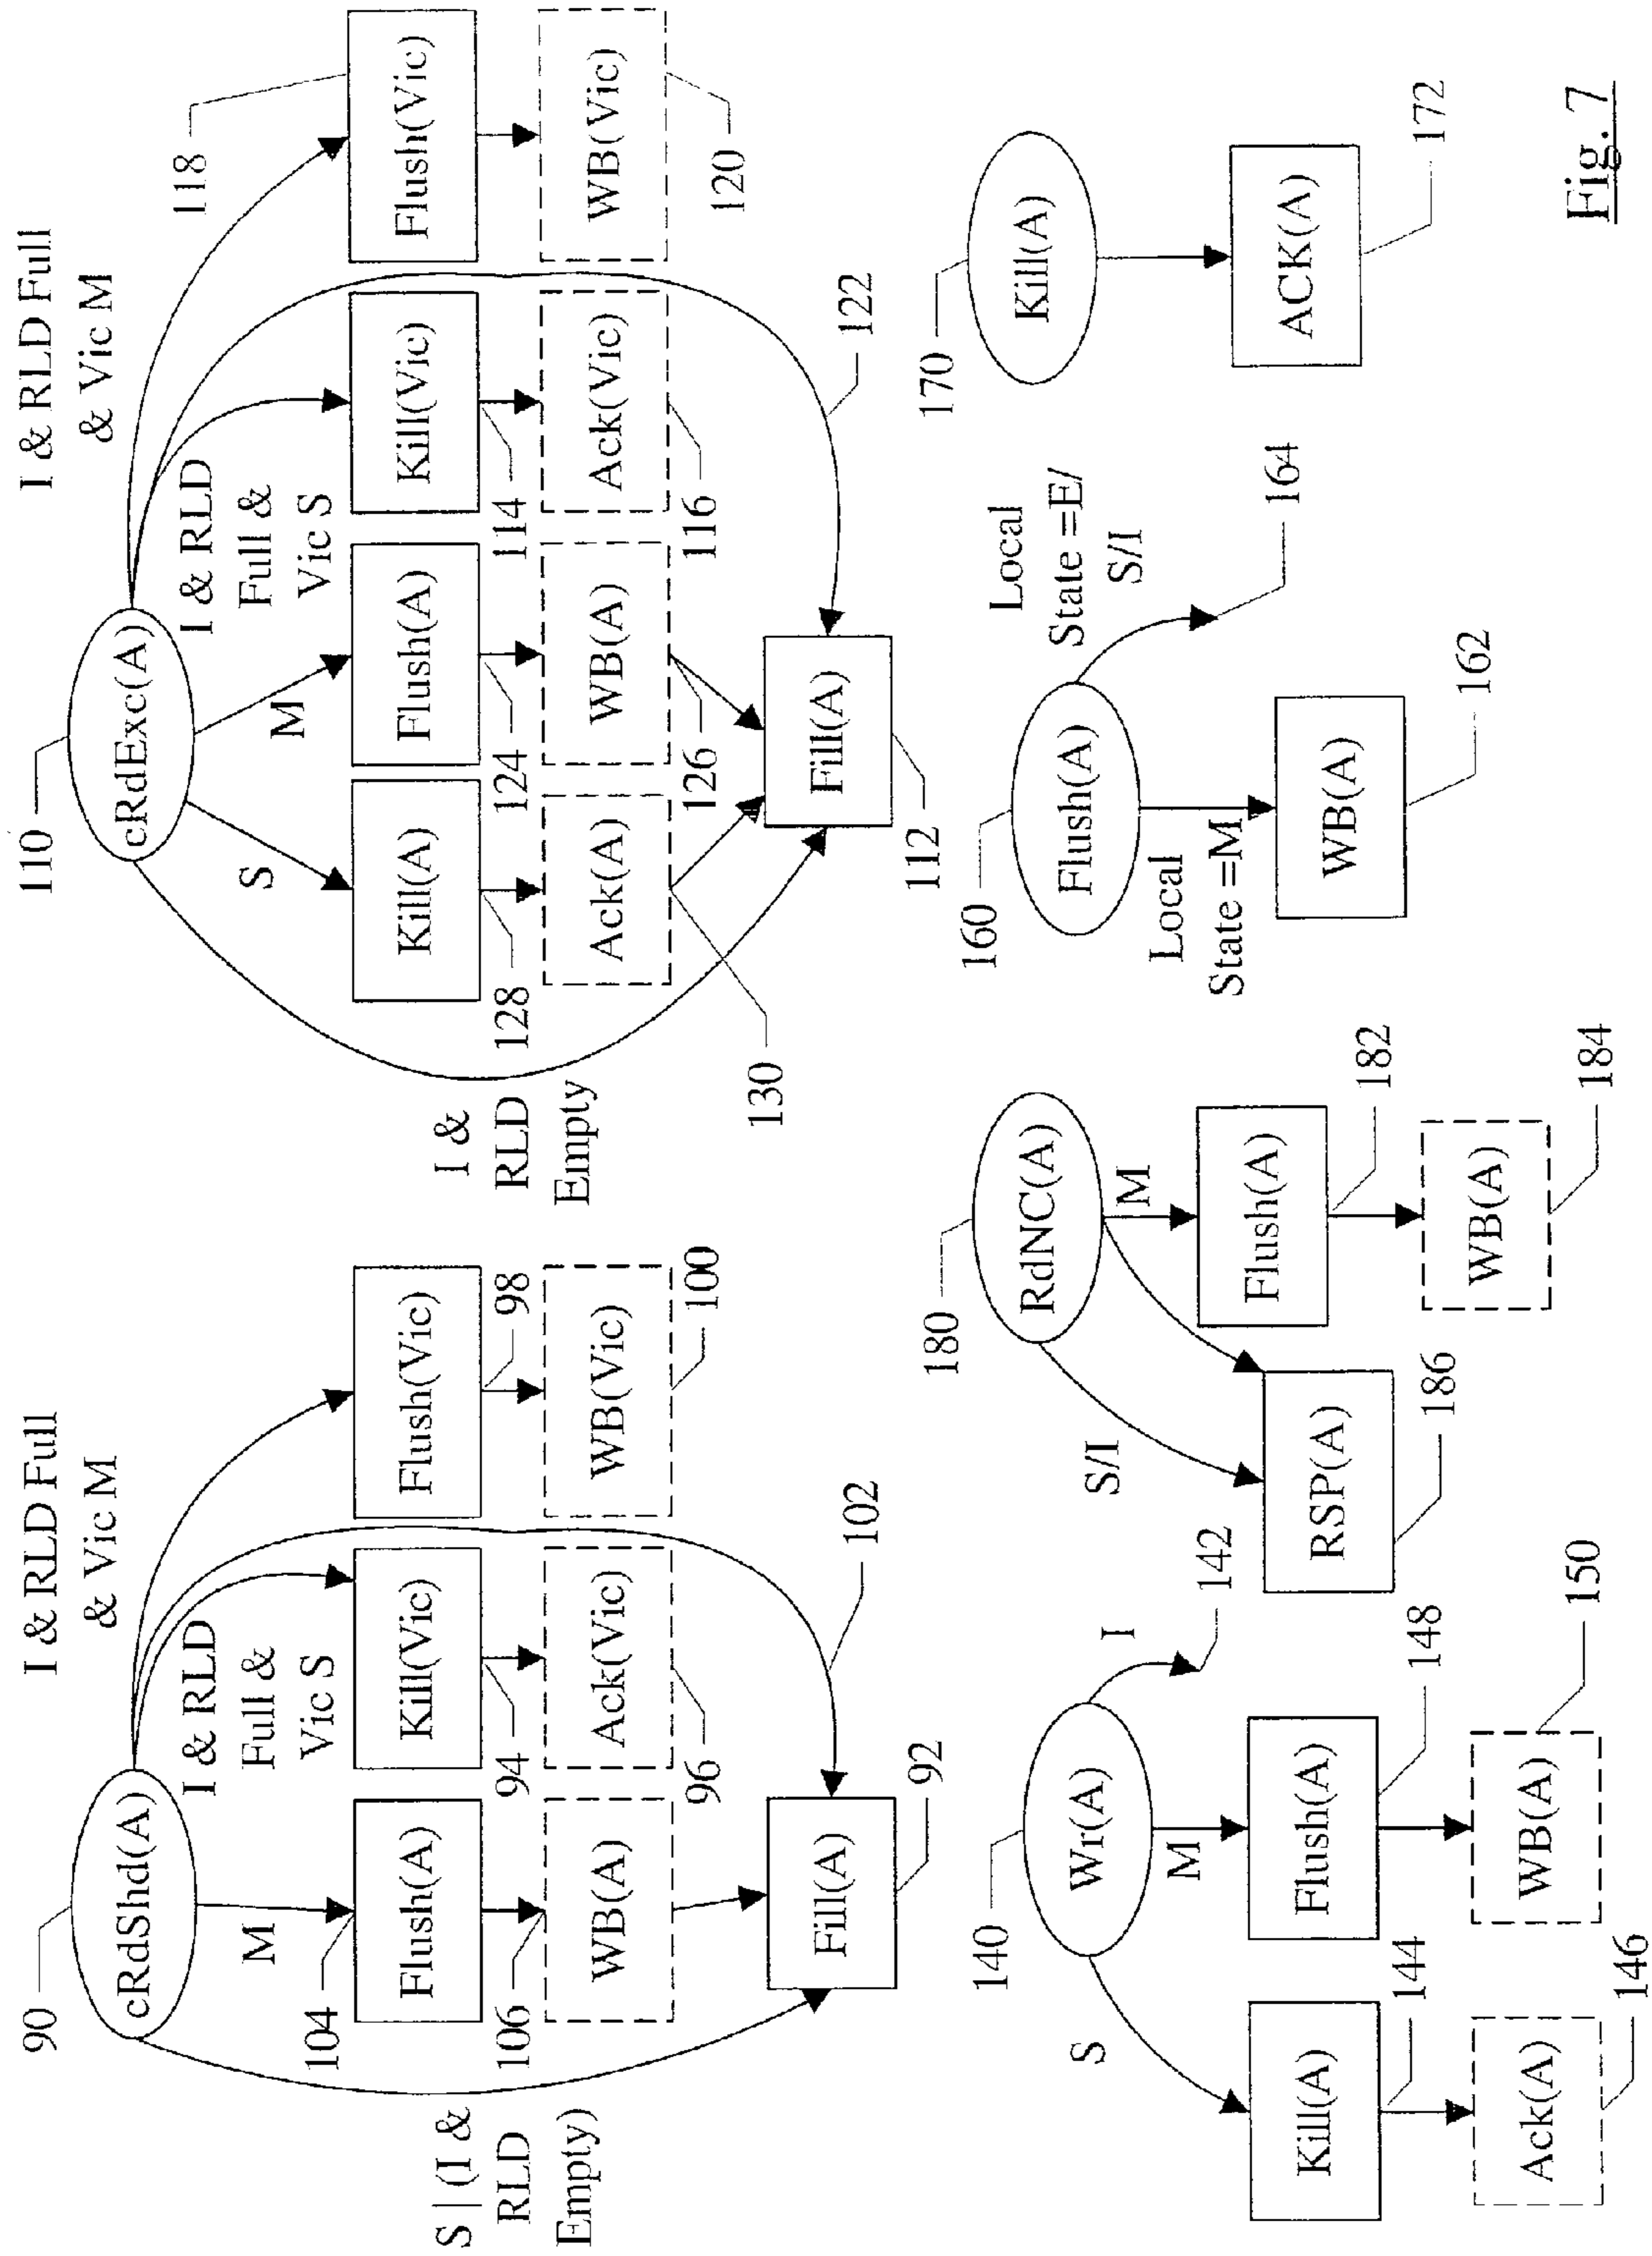 90
cRdShd(A)
I & RLD Full
& Vic M
M
I & RLD
Full &
Vic S
104
Flush(A)
Kill(Vic)
Flush(Vic)
S | (I &
RLD
Empty)
106
94
98
WB(A)
Ack(Vic)
WB(Vic)
96
100
Fill(A)
92
102
110
cRdExc(A)
I & RLD Full
& Vic M
S
M
I & RLD
Full &
Vic S
118
Kill(A)
Flush(A)
Kill(Vic)
Flush(Vic)
I &
RLD
Empty
128
124
114
Ack(A)
WB(A)
Ack(Vic)
WB(Vic)
130
126
116
120
Fill(A)
112
122
140
Wr(A)
S
M
I
142
Kill(A)
Flush(A)
144
148
Ack(A)
WB(A)
146
150
180
RdNC(A)
S/I
M
RSP(A)
Flush(A)
186
182
WB(A)
184
160
Flush(A)
Local
State =M
Local
State =E/
S/I
164
WB(A)
162
170
Kill(A)
ACK(A)
172
Fig. 7